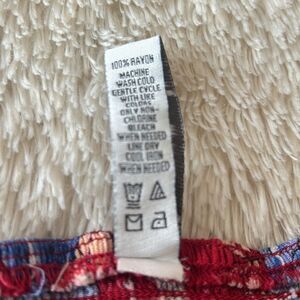 100% RAYON
MACHINE
WASH COLD
GENTLE CYCLE
WITH LIKE
COLORS
ONLY NON-
CHLORINE
BLEACH
WHEN NEEDED
LINE DRY
COOL IRON
WHEN NEEDED